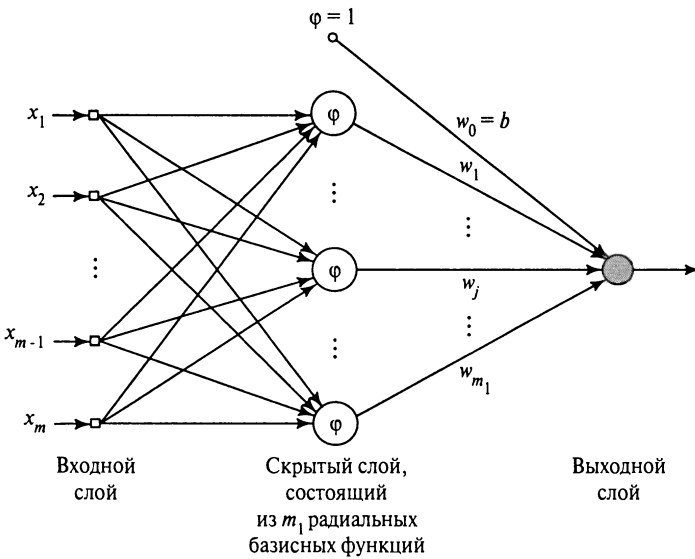 φ = 1
x₁
φ
w₀ = b
w₁
x₂
φ
wⱼ
xₘ₋₁
wₘ₁
xₘ
φ
Входной
слой
Скрытый слой,
состоящий
из m₁ радиальных
базисных функций
Выходной
слой